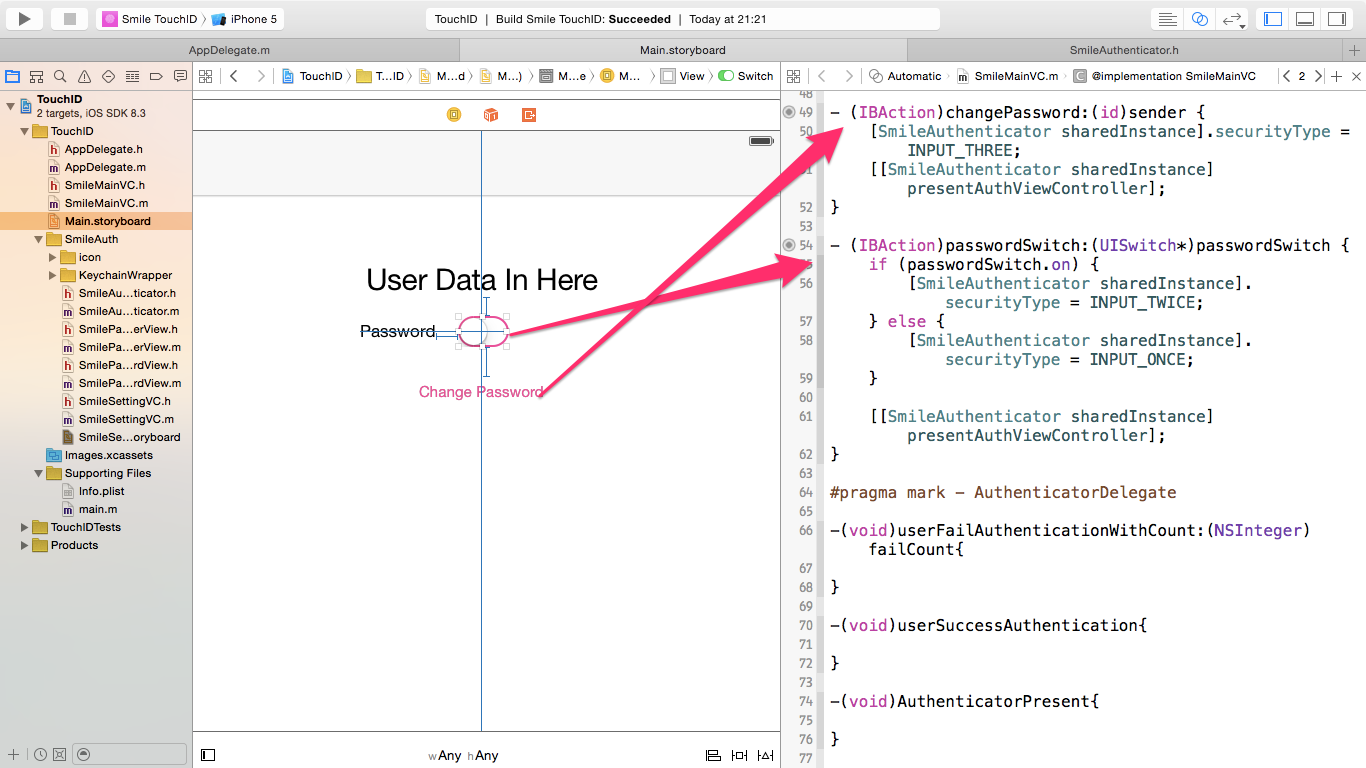 Smile TouchID 〉 iPhone 5
TouchID | Build Smile TouchID: Succeeded | Today at 21:21
AppDelegate.m
Main.storyboard
SmileAuthenticator.h
TouchID
T...ID
M...d
M...)
M...e
M...
View
Switch
Automatic
SmileMainVC.m
@implementation SmileMainVC
2
TouchID
2 targets, iOS SDK 8.3
TouchID
AppDelegate.h
AppDelegate.m
SmileMainVC.h
SmileMainVC.m
Main.storyboard
SmileAuth
icon
KeychainWrapper
SmileAu...ticator.h
SmileAu...ticator.m
SmilePa...erView.h
SmilePa...erView.m
SmilePa...rdView.h
SmilePa...rdView.m
SmileSettingVC.h
SmileSettingVC.m
SmileSe...oryboard
Images.xcassets
Supporting Files
Info.plist
main.m
TouchIDTests
Products
User Data In Here
Password
Change Password
wAny hAny
48
49 - (IBAction)changePassword:(id)sender {
50 [SmileAuthenticator sharedInstance].securityType =
INPUT_THREE;
[[SmileAuthenticator sharedInstance]
presentAuthViewController];
52 }
53
54 - (IBAction)passwordSwitch:(UISwitch*)passwordSwitch {
if (passwordSwitch.on) {
56 [SmileAuthenticator sharedInstance].
securityType = INPUT_TWICE;
57 } else {
58 [SmileAuthenticator sharedInstance].
securityType = INPUT_ONCE;
59 }
60
61 [[SmileAuthenticator sharedInstance]
presentAuthViewController];
62 }
63
64 #pragma mark - AuthenticatorDelegate
65
66 -(void)userFailAuthenticationWithCount:(NSInteger)
failCount{
67
68 }
69
70 -(void)userSuccessAuthentication{
71
72 }
73
74 -(void)AuthenticatorPresent{
75
76 }
77